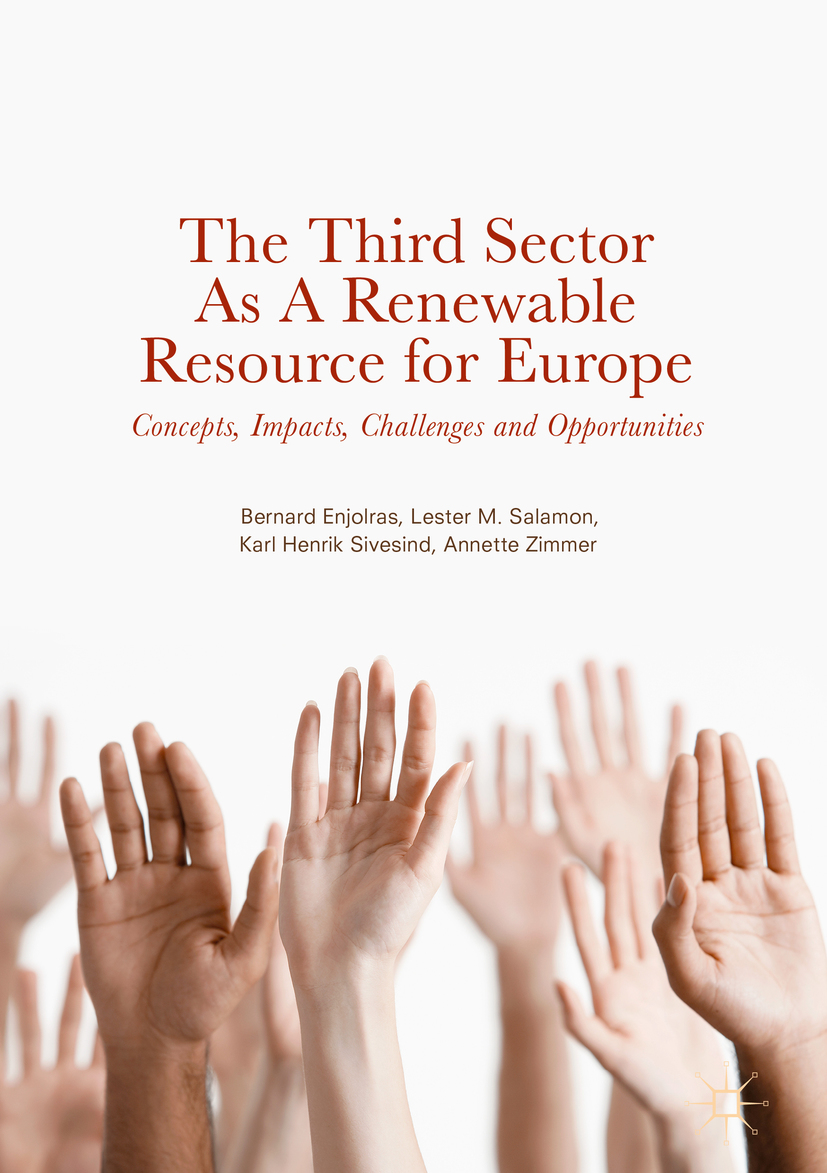 The Third Sector
As A Renewable
Resource for Europe
Concepts, Impacts, Challenges and Opportunities
Bernard Enjolras, Lester M. Salamon,
Karl Henrik Sivesind, Annette Zimmer